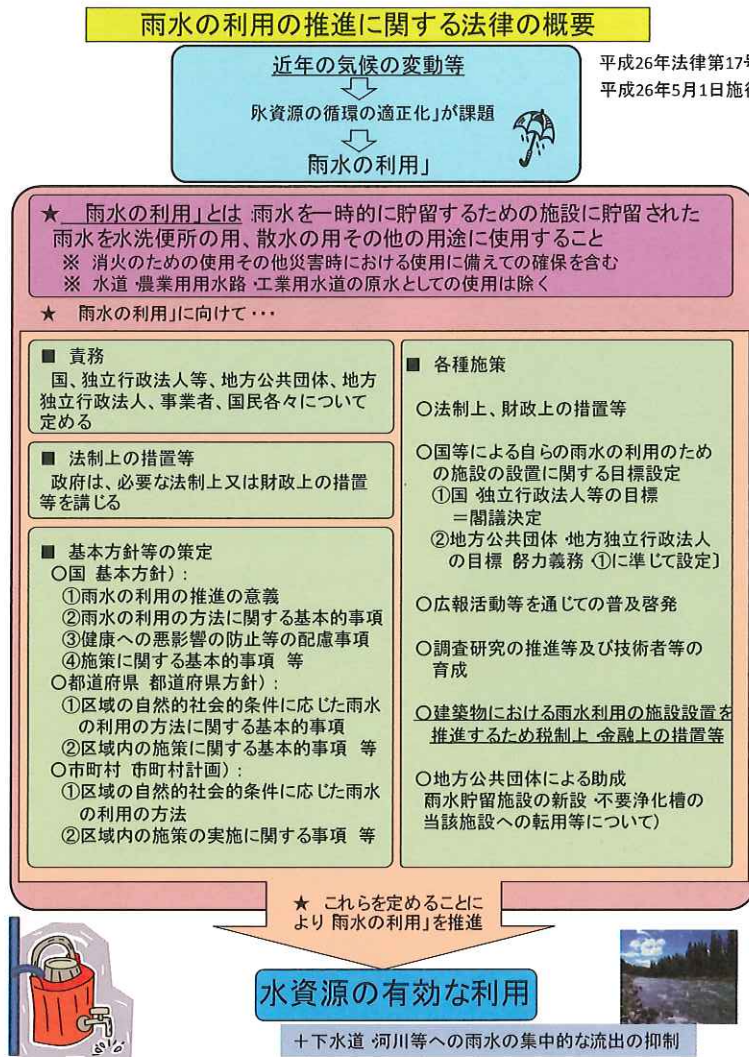 雨水の利用の推進に関する法律の概要
平成26年法律第17号
平成26年5月1日施行
近年の気候の変動等
「水資源の循環の適正化」が課題
「雨水の利用」
★ 「雨水の利用」とは 雨水を一時的に貯留するための施設に貯留された
雨水を水洗便所の用、散水の用その他の用途に使用すること
※ 消火のための使用その他災害時における使用に備えての確保を含む
※ 水道・農業用用水路・工業用水道の原水としての使用は除く
★ 「雨水の利用」に向けて・・・
■ 責務
国、独立行政法人等、地方公共団体、地方
独立行政法人、事業者、国民各々について
定める
■ 法制上の措置等
政府は、必要な法制上又は財政上の措置
等を講じる
■ 基本方針等の策定
○国 基本方針）：
①雨水の利用の推進の意義
②雨水の利用の方法に関する基本的事項
③健康への悪影響の防止等の配慮事項
④施策に関する基本的事項 等
○都道府県 都道府県方針）：
①区域の自然的社会的条件に応じた雨水
の利用の方法に関する基本的事項
②区域内の施策に関する基本的事項 等
○市町村 市町村計画）：
①区域の自然的社会的条件に応じた雨水
の利用の方法
②区域内の施策の実施に関する事項 等
■ 各種施策
○法制上、財政上の措置等
○国等による自らの雨水の利用のため
の施設の設置に関する目標設定
①国・独立行政法人等の目標
＝閣議決定
②地方公共団体・地方独立行政法人
の目標 努力義務・①に準じて設定〕
○広報活動等を通じての普及啓発
○調査研究の推進等及び技術者等の
育成
○建築物における雨水利用の施設設置を
推進するため税制上・金融上の措置等
○地方公共団体による助成
雨水貯留施設の新設・不要浄化槽の
当該施設への転用等について）
★ これらを定めることに
より「雨水の利用」を推進
水資源の有効な利用
＋下水道・河川等への雨水の集中的な流出の抑制